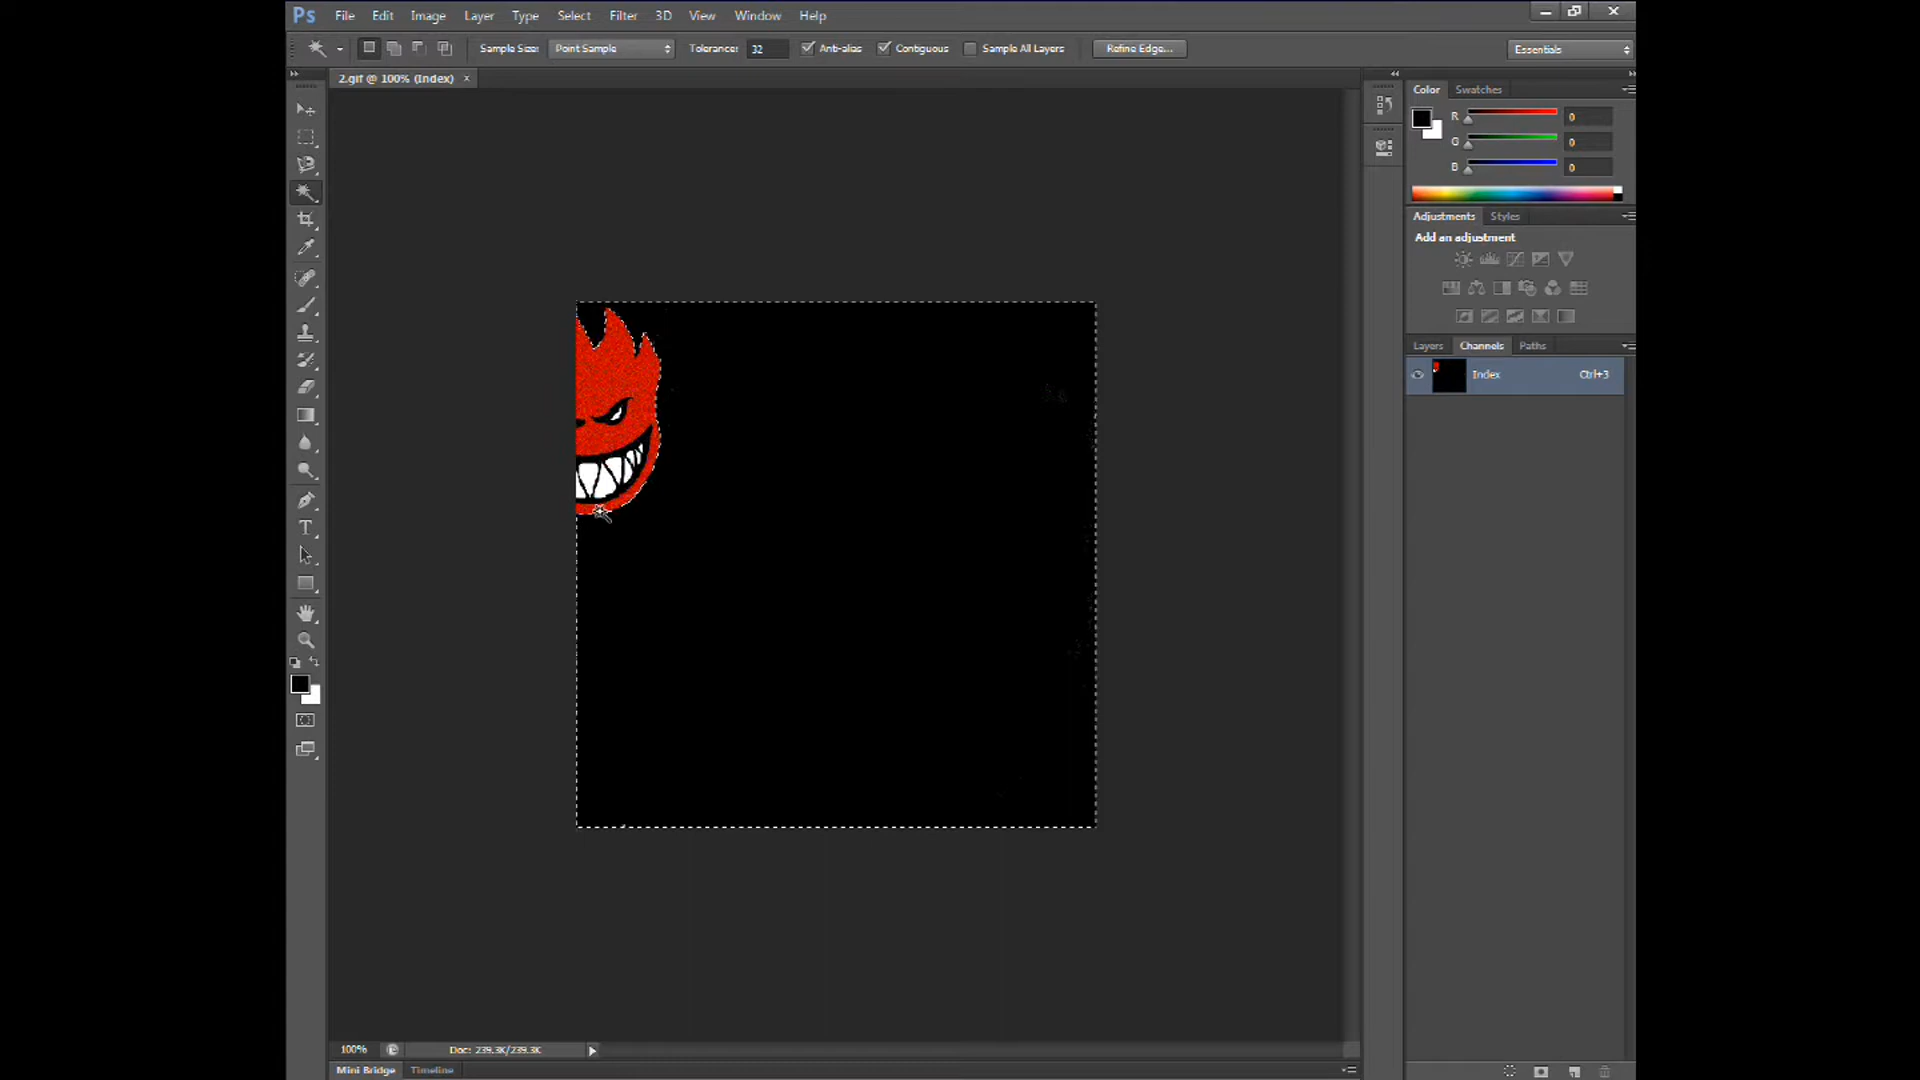 Ps File Edit Image Layer Type Select Filter 3D View Window Help
Sample Size: Point Sample Tolerance: 32 Anti-alias Contiguous Sample All Layers Refine Edge... Essentials
2.gif @ 100% (Index) ×
Color Swatches
R 0
G 0
B 0
Adjustments Styles
Add an adjustment
Layers Channels Paths
Index Ctrl+3
T
100% Doc: 239.3K/239.3K
Mini Bridge Timeline